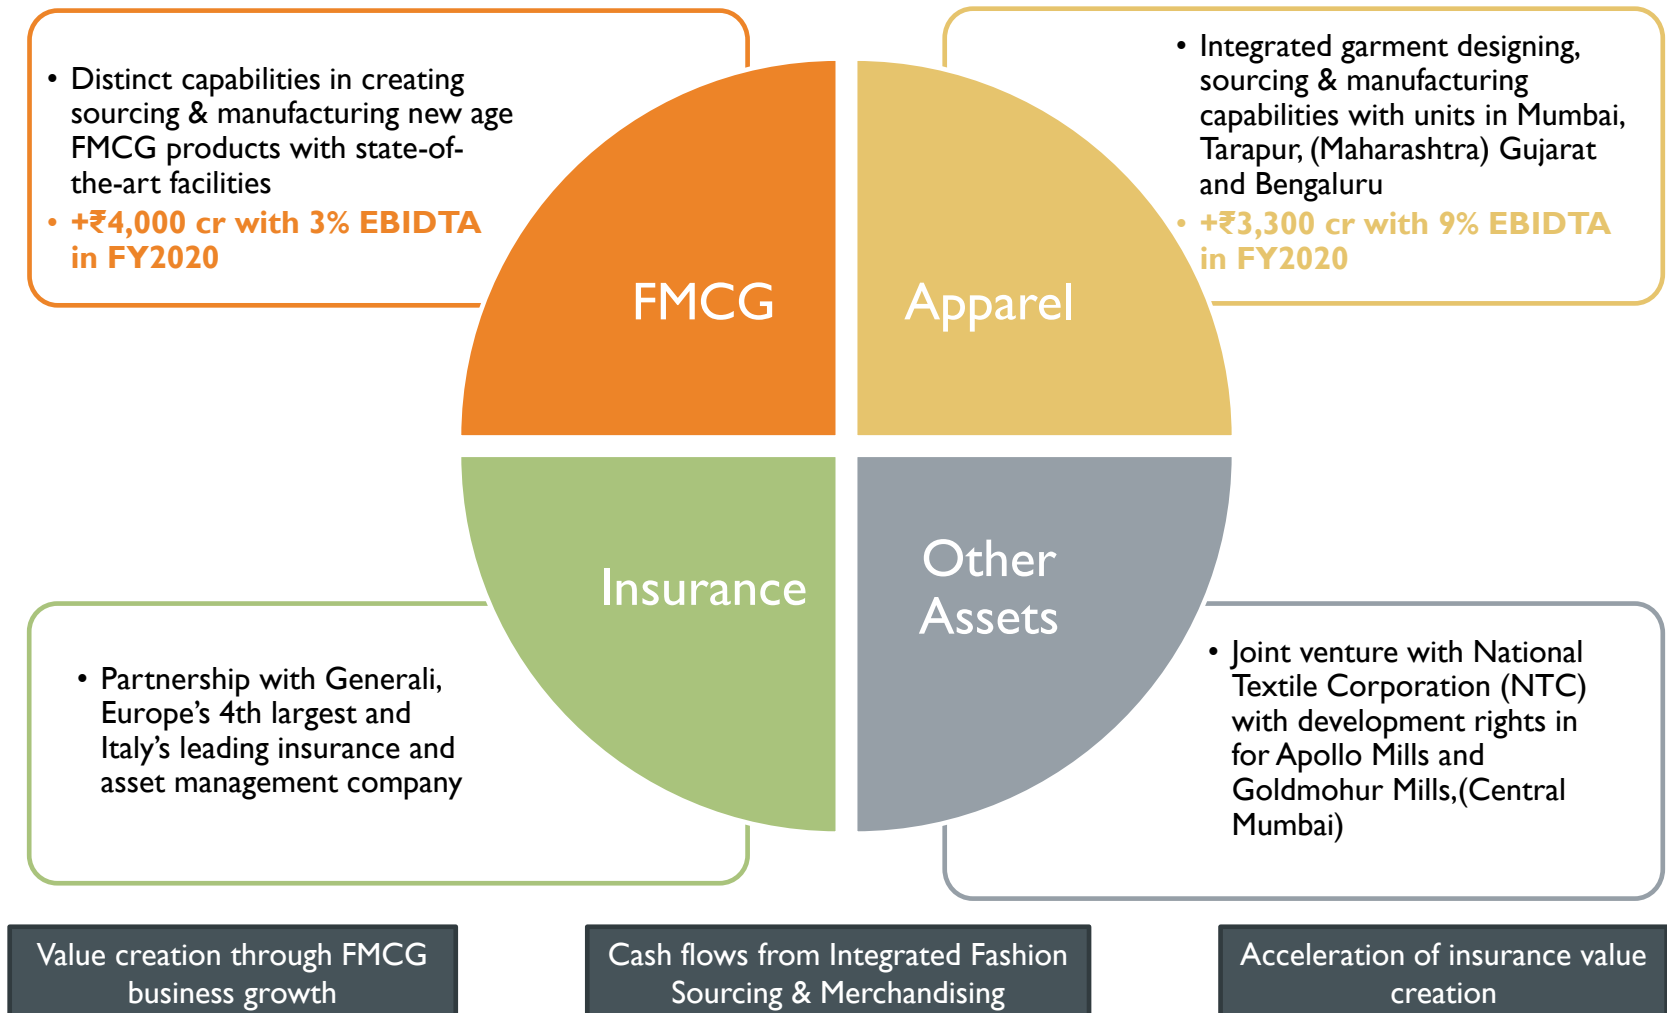 • Distinct capabilities in creating
sourcing & manufacturing new age
FMCG products with state-of-
the-art facilities
• +₹4,000 cr with 3% EBIDTA
in FY2020
• Integrated garment designing,
sourcing & manufacturing
capabilities with units in Mumbai,
Tarapur, (Maharashtra) Gujarat
and Bengaluru
• +₹3,300 cr with 9% EBIDTA
in FY2020
FMCG
Apparel
Insurance
Other
Assets
• Partnership with Generali,
Europe’s 4th largest and
Italy’s leading insurance and
asset management company
• Joint venture with National
Textile Corporation (NTC)
with development rights in
for Apollo Mills and
Goldmohur Mills,(Central
Mumbai)
Value creation through FMCG
business growth
Cash flows from Integrated Fashion
Sourcing & Merchandising
Acceleration of insurance value
creation